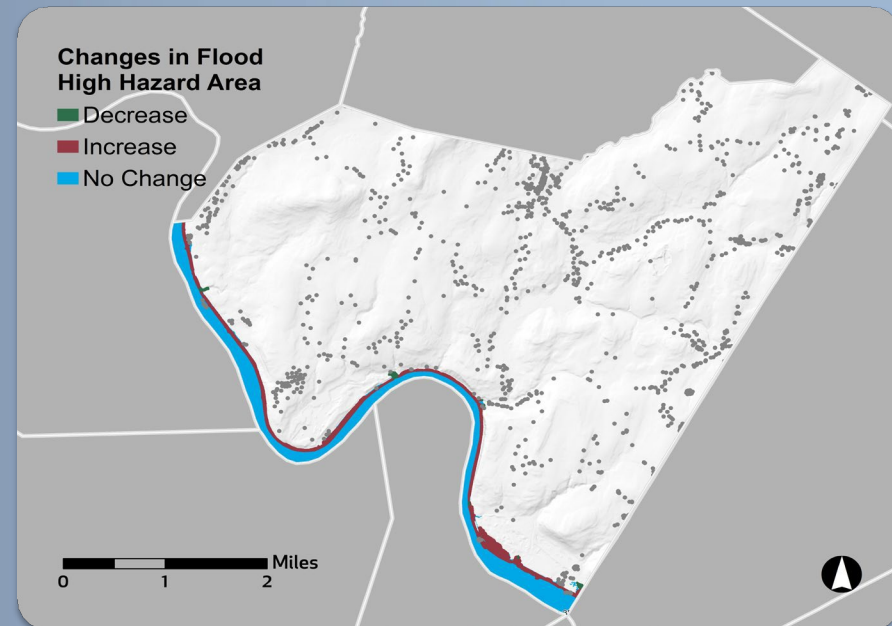 Changes in Flood
High Hazard Area
Decrease
Increase
No Change
Miles
0 1 2